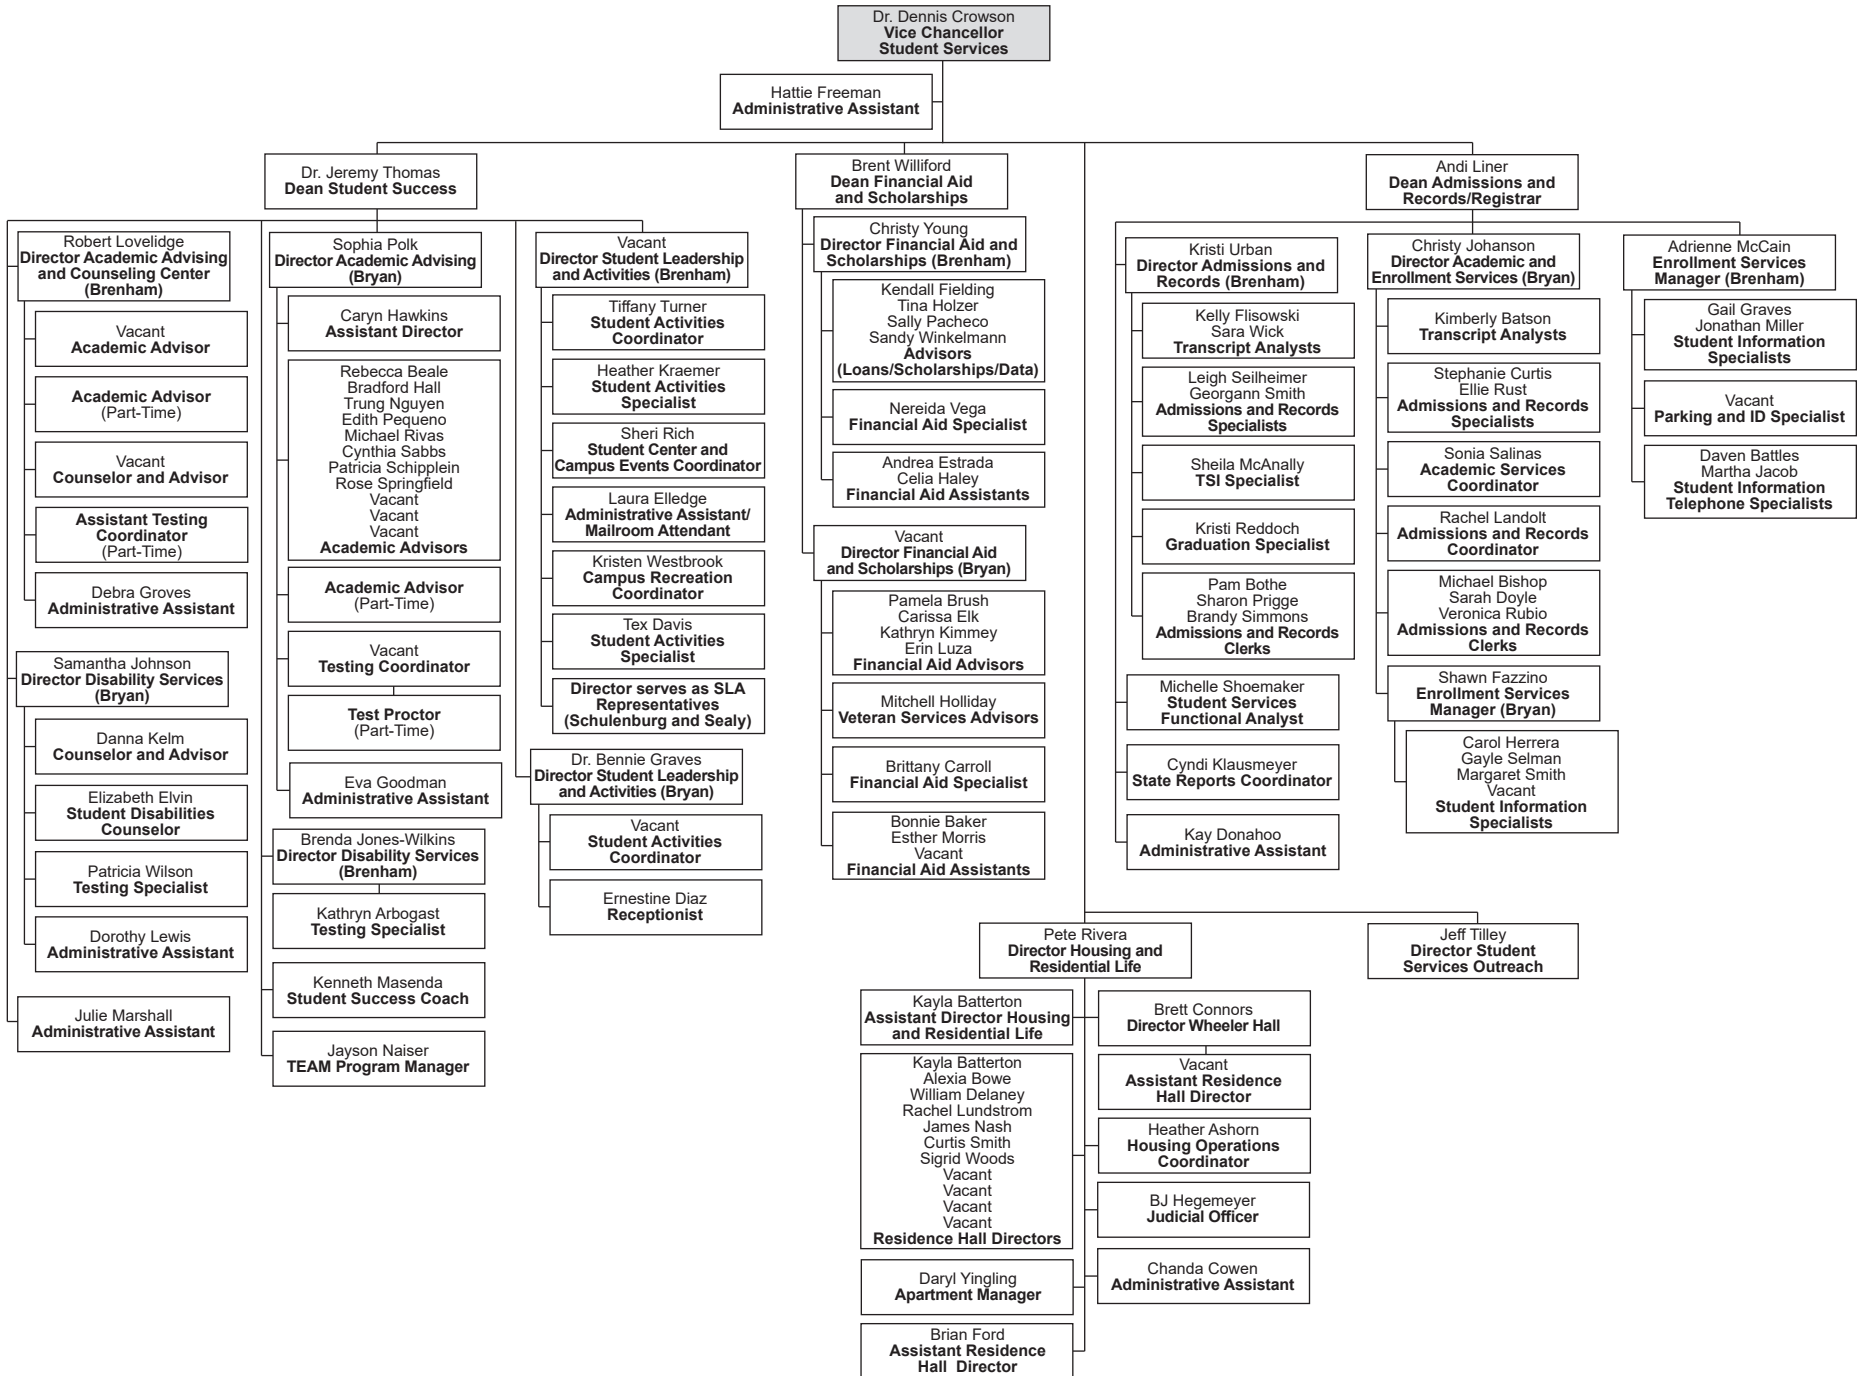 Dr. Dennis Crowson
Vice Chancellor
Student Services
Hattie Freeman
Administrative Assistant
Dr. Jeremy Thomas
Dean Student Success
Robert Lovelidge
Director Academic Advising
and Counseling Center
(Brenham)
Vacant
Academic Advisor
Academic Advisor
(Part-Time)
Vacant
Counselor and Advisor
Assistant Testing
Coordinator
(Part-Time)
Debra Groves
Administrative Assistant
Samantha Johnson
Director Disability Services
(Bryan)
Danna Kelm
Counselor and Advisor
Elizabeth Elvin
Student Disabilities
Counselor
Patricia Wilson
Testing Specialist
Dorothy Lewis
Administrative Assistant
Julie Marshall
Administrative Assistant
Sophia Polk
Director Academic Advising
(Bryan)
Caryn Hawkins
Assistant Director
Rebecca Beale
Bradford Hall
Trung Nguyen
Edith Pequeno
Michael Rivas
Cynthia Sabbs
Patricia Schipplein
Rose Springfield
Vacant
Vacant
Vacant
Academic Advisors
Academic Advisor
(Part-Time)
Vacant
Testing Coordinator
Test Proctor
(Part-Time)
Eva Goodman
Administrative Assistant
Brenda Jones-Wilkins
Director Disability Services
(Brenham)
Kathryn Arbogast
Testing Specialist
Kenneth Masenda
Student Success Coach
Jayson Naiser
TEAM Program Manager
Vacant
Director Student Leadership
and Activities (Brenham)
Tiffany Turner
Student Activities
Coordinator
Heather Kraemer
Student Activities
Specialist
Sheri Rich
Student Center and
Campus Events Coordinator
Laura Elledge
Administrative Assistant/
Mailroom Attendant
Kristen Westbrook
Campus Recreation
Coordinator
Tex Davis
Student Activities
Specialist
Director serves as SLA
Representatives
(Schulenburg and Sealy)
Dr. Bennie Graves
Director Student Leadership
and Activities (Bryan)
Vacant
Student Activities
Coordinator
Ernestine Diaz
Receptionist
Brent Williford
Dean Financial Aid
and Scholarships
Christy Young
Director Financial Aid and
Scholarships (Brenham)
Kendall Fielding
Tina Holzer
Sally Pacheco
Sandy Winkelmann
Advisors
(Loans/Scholarships/Data)
Nereida Vega
Financial Aid Specialist
Andrea Estrada
Celia Haley
Financial Aid Assistants
Vacant
Director Financial Aid
and Scholarships (Bryan)
Pamela Brush
Carissa Elk
Kathryn Kimmey
Erin Luza
Financial Aid Advisors
Mitchell Holliday
Veteran Services Advisors
Brittany Carroll
Financial Aid Specialist
Bonnie Baker
Esther Morris
Vacant
Financial Aid Assistants
Andi Liner
Dean Admissions and
Records/Registrar
Kristi Urban
Director Admissions and
Records (Brenham)
Kelly Flisowski
Sara Wick
Transcript Analysts
Leigh Seilheimer
Georgann Smith
Admissions and Records
Specialists
Sheila McAnally
TSI Specialist
Kristi Reddoch
Graduation Specialist
Pam Bothe
Sharon Prigge
Brandy Simmons
Admissions and Records
Clerks
Michelle Shoemaker
Student Services
Functional Analyst
Cyndi Klausmeyer
State Reports Coordinator
Kay Donahoo
Administrative Assistant
Christy Johanson
Director Academic and
Enrollment Services (Bryan)
Kimberly Batson
Transcript Analysts
Stephanie Curtis
Ellie Rust
Admissions and Records
Specialists
Sonia Salinas
Academic Services
Coordinator
Rachel Landolt
Admissions and Records
Coordinator
Michael Bishop
Sarah Doyle
Veronica Rubio
Admissions and Records
Clerks
Shawn Fazzino
Enrollment Services
Manager (Bryan)
Carol Herrera
Gayle Selman
Margaret Smith
Vacant
Student Information
Specialists
Adrienne McCain
Enrollment Services
Manager (Brenham)
Gail Graves
Jonathan Miller
Student Information
Specialists
Vacant
Parking and ID Specialist
Daven Battles
Martha Jacob
Student Information
Telephone Specialists
Pete Rivera
Director Housing and
Residential Life
Kayla Batterton
Assistant Director Housing
and Residential Life
Kayla Batterton
Alexia Bowe
William Delaney
Rachel Lundstrom
James Nash
Curtis Smith
Sigrid Woods
Vacant
Vacant
Vacant
Vacant
Residence Hall Directors
Daryl Yingling
Apartment Manager
Brian Ford
Assistant Residence
Hall Director
Brett Connors
Director Wheeler Hall
Vacant
Assistant Residence
Hall Director
Heather Ashorn
Housing Operations
Coordinator
BJ Hegemeyer
Judicial Officer
Chanda Cowen
Administrative Assistant
Jeff Tilley
Director Student
Services Outreach